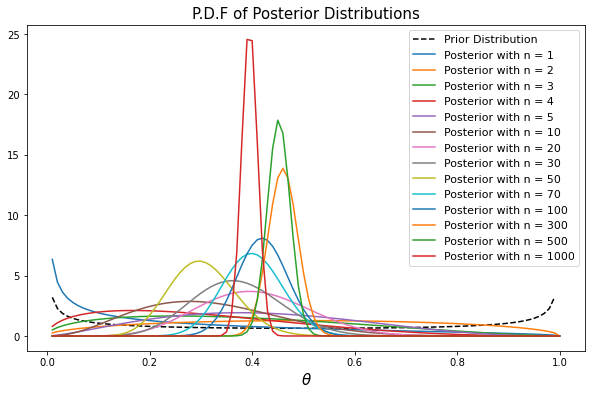 P.D.F of Posterior Distributions
25
20
15
10
5
0
0.0 0.2 0.4 0.6 0.8 1.0
θ
Prior Distribution
Posterior with n = 1
Posterior with n = 2
Posterior with n = 3
Posterior with n = 4
Posterior with n = 5
Posterior with n = 10
Posterior with n = 20
Posterior with n = 30
Posterior with n = 50
Posterior with n = 70
Posterior with n = 100
Posterior with n = 300
Posterior with n = 500
Posterior with n = 1000